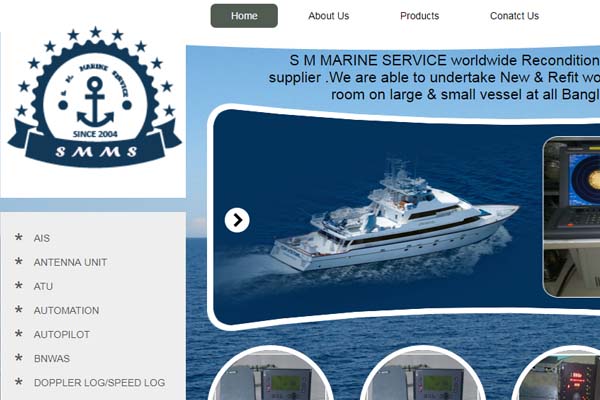 Home
About Us
Products
Conatct Us
S M MARINE SERVICE worldwide Recondition
supplier .We are able to undertake New & Refit wo
room on large & small vessel at all Bangl
S. M. MARINE SERVICE
SINCE 2004
S M M S
* AIS
* ANTENNA UNIT
* ATU
* AUTOMATION
* AUTOPILOT
* BNWAS
* DOPPLER LOG/SPEED LOG